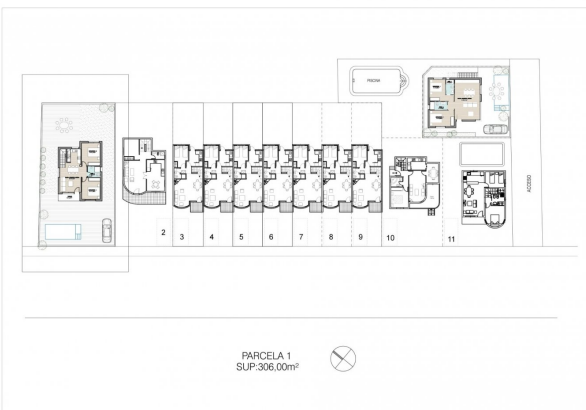 PISCINA
ACCESO
2 3 4 5 6 7 8 9 10 11
PARCELA 1
SUP:306,00m²